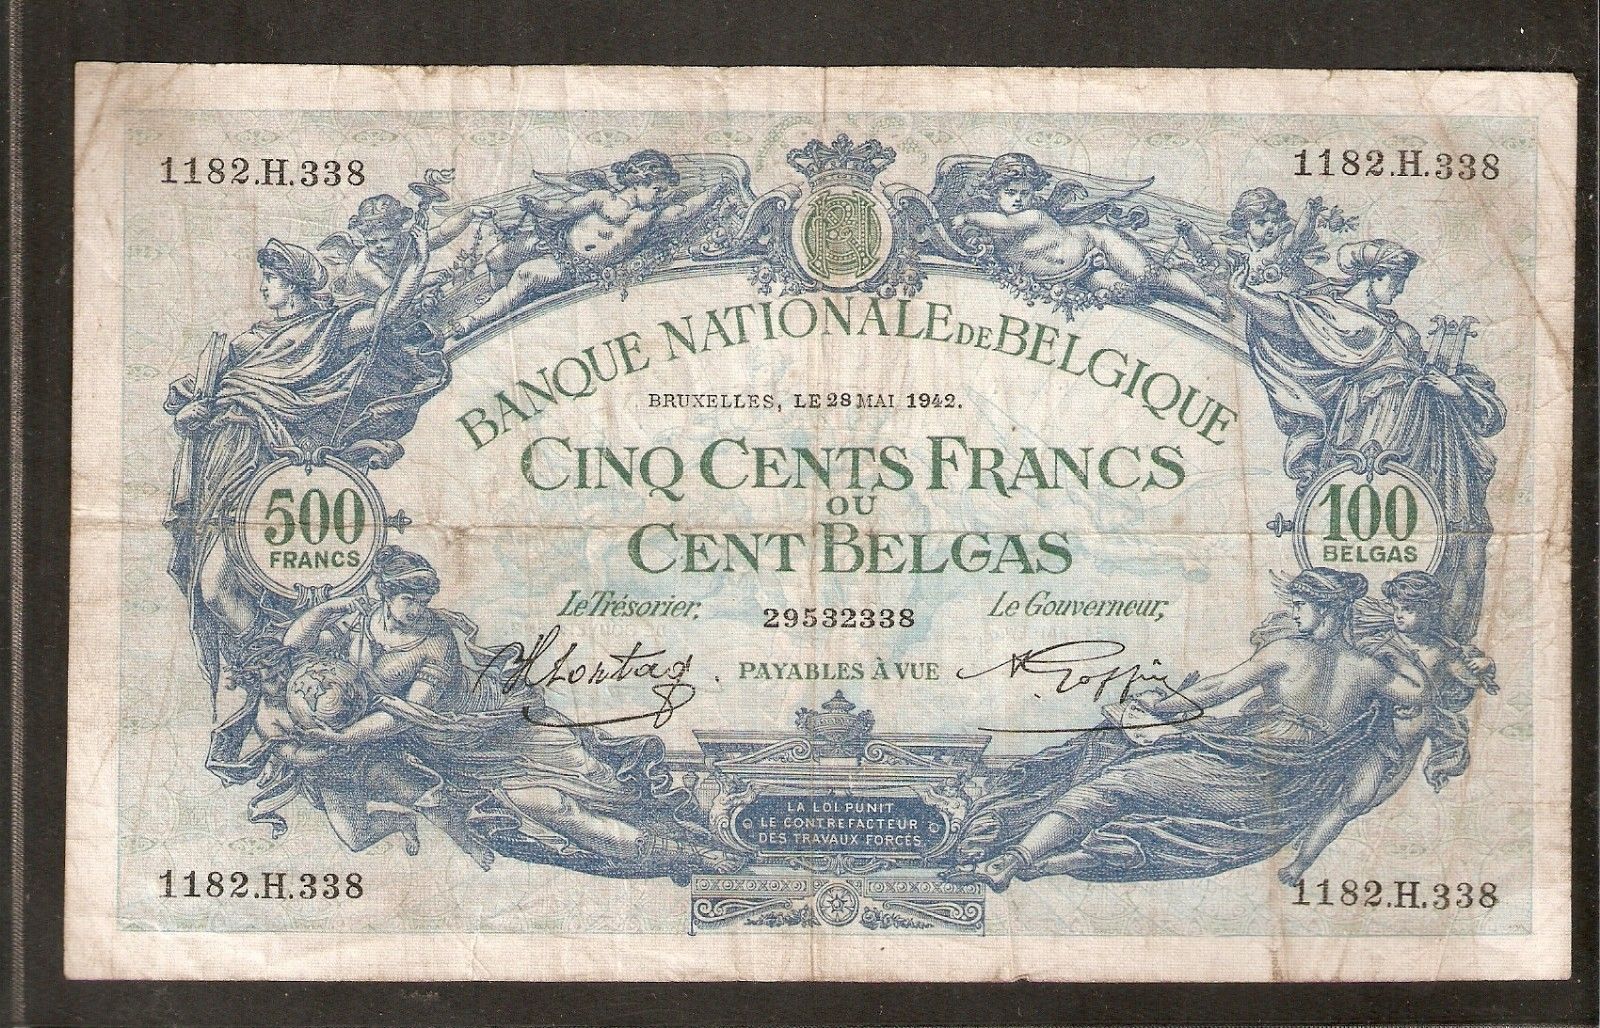 1182.H.338
1182.H.338
BANQUE NATIONALE DE BELGIQUE
BRUXELLES, LE 28 MAI 1942.
CINQ CENTS FRANCS
OU
CENT BELGAS
500
FRANCS
100
BELGAS
Le Trésorier,
29532338
Le Gouverneur,
PAYABLES À VUE
LA LOI PUNIT
LE CONTREFACTEUR
DES TRAVAUX FORCÉS
1182.H.338
1182.H.338